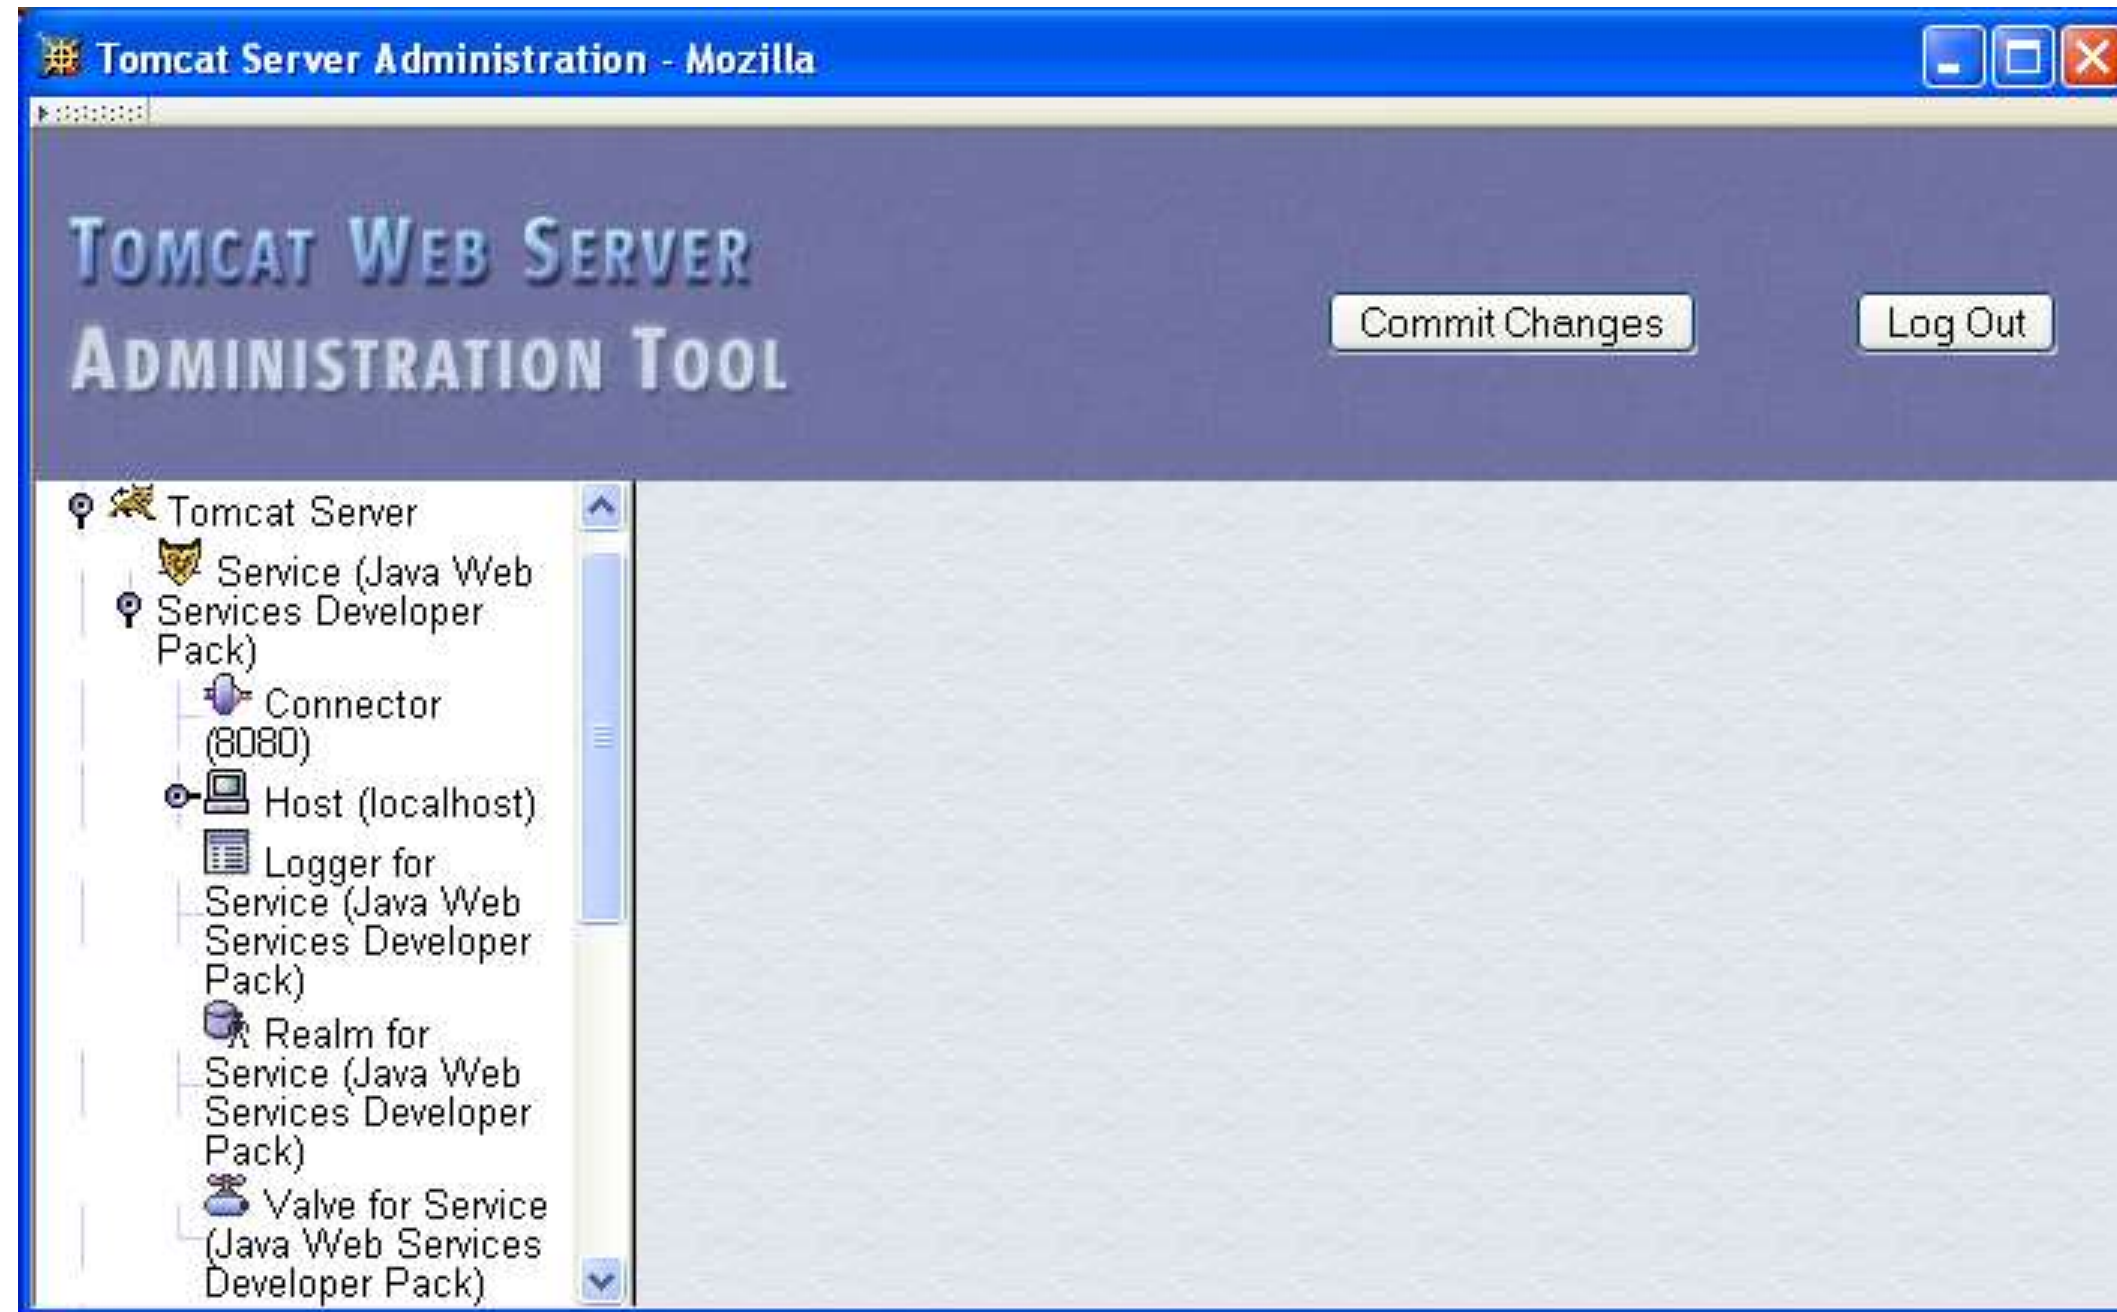 Tomcat Server Administration - Mozilla
TOMCAT WEB SERVER
ADMINISTRATION TOOL
Commit Changes
Log Out
Tomcat Server
Service (Java Web
Services Developer
Pack)
Connector
(8080)
Host (localhost)
Logger for
Service (Java Web
Services Developer
Pack)
Realm for
Service (Java Web
Services Developer
Pack)
Valve for Service
(Java Web Services
Developer Pack)